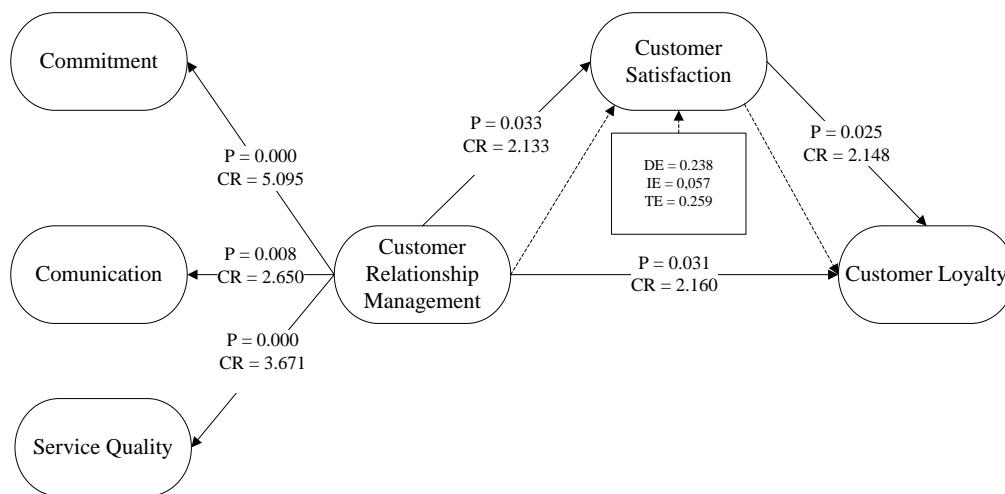 Commitment
Customer
Satisfaction
P = 0.033
CR = 2.133
P = 0.025
CR = 2.148
P = 0.000
CR = 5.095
DE = 0.238
IE = 0,057
TE = 0.259
Comunication
P = 0.008
CR = 2.650
Customer
Relationship
Management
P = 0.031
CR = 2.160
Customer Loyalty
P = 0.000
CR = 3.671
Service Quality